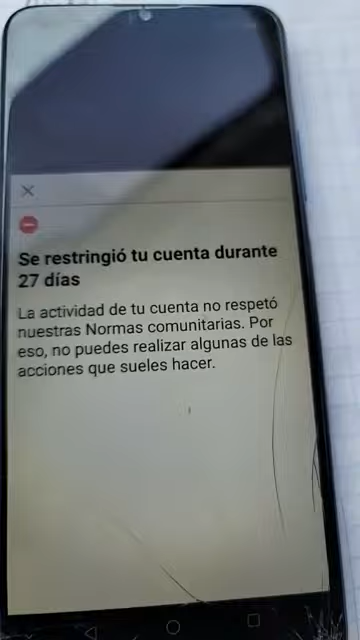 Se restringió tu cuenta durante
27 días
La actividad de tu cuenta no respetó
nuestras Normas comunitarias. Por
eso, no puedes realizar algunas de las
acciones que sueles hacer.